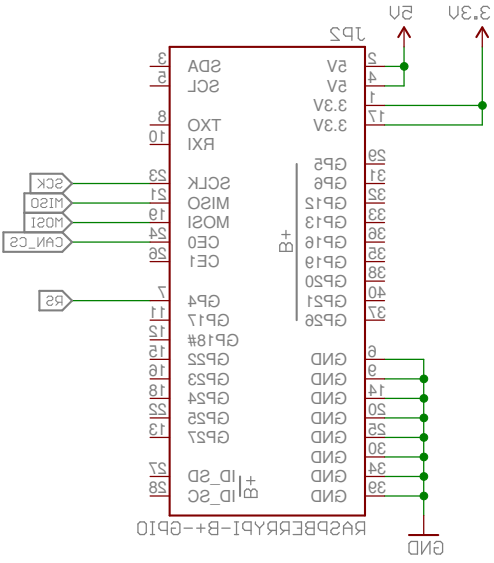 3.3V 5V
JP2
2 5V SDA 3
4 5V SCL 5
1 3.3V
17 3.3V TXO 8
RXI 10
29 GP5
31 GP6 SCLK 23 SCK
32 GP12 MISO 21 MISO
33 GP13 MOSI 19 MOSI
36 GP16 B+ CE0 24 CAN_CS
35 GP19 CE1 26
38 GP20
40 GP21 GP4 7 RS
37 GP26 GP17 11
GP18# 12
6 GND GP22 15
9 GND GP23 16
14 GND GP24 18
20 GND GP25 22
25 GND GP27 13
30 GND
34 GND B+ ID_SD 27
39 GND ID_SC 28
RASPBERRYPI-B+-GPIO
GND